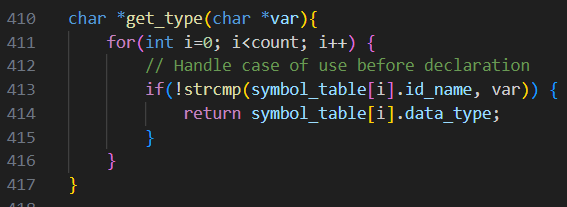 410 char *get_type(char *var){
411     for(int i=0; i<count; i++) {
412         // Handle case of use before declaration
413         if(!strcmp(symbol_table[i].id_name, var)) {
414             return symbol_table[i].data_type;
415         }
416     }
417 }